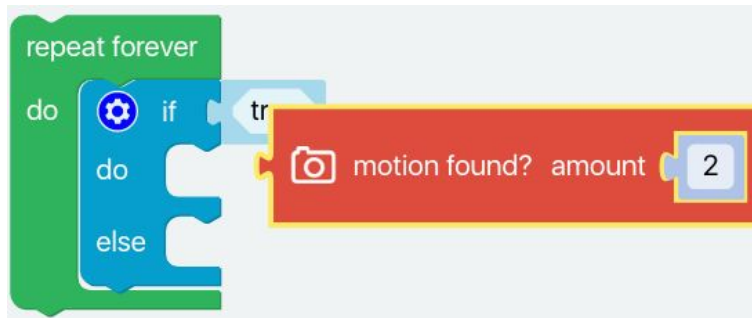 repeat forever
do if
motion found? amount 2
do
else